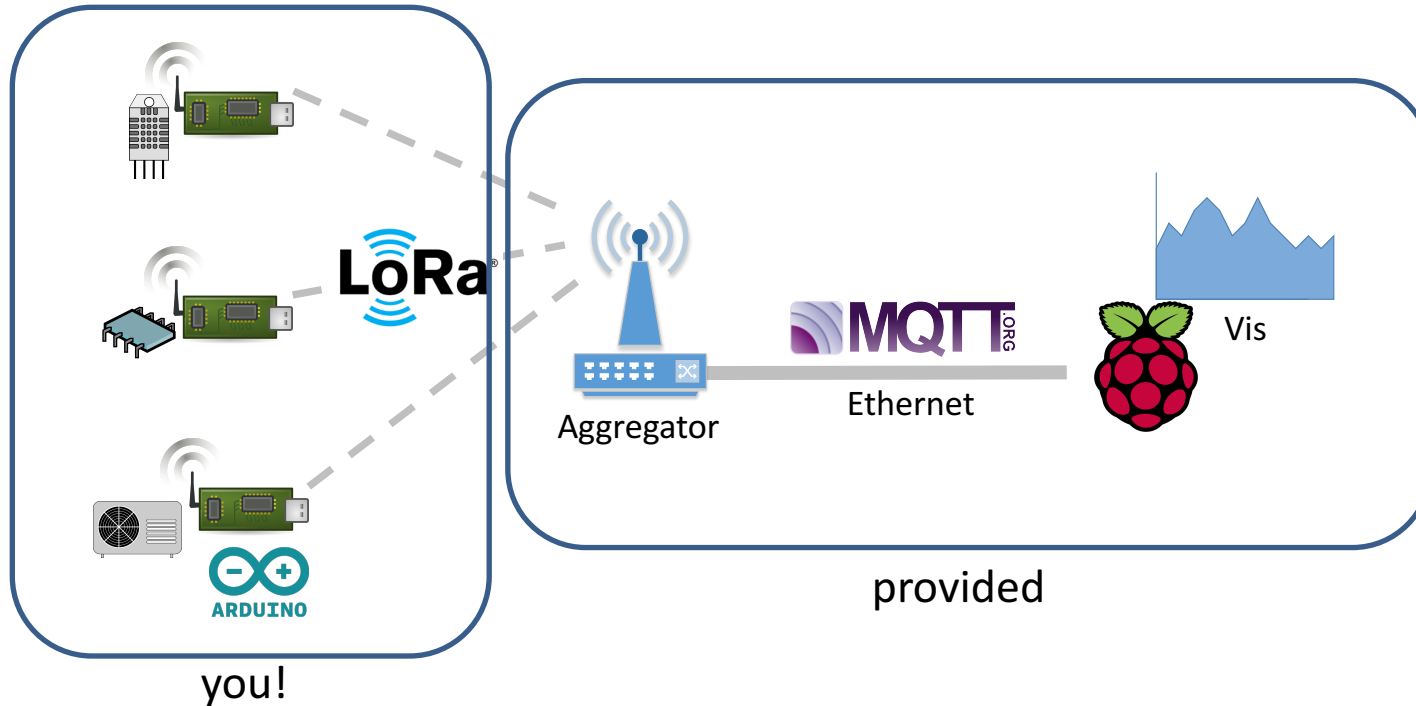 LoRa®
ARDUINO
you!
Aggregator
MQTT.ORG
Ethernet
Vis
provided